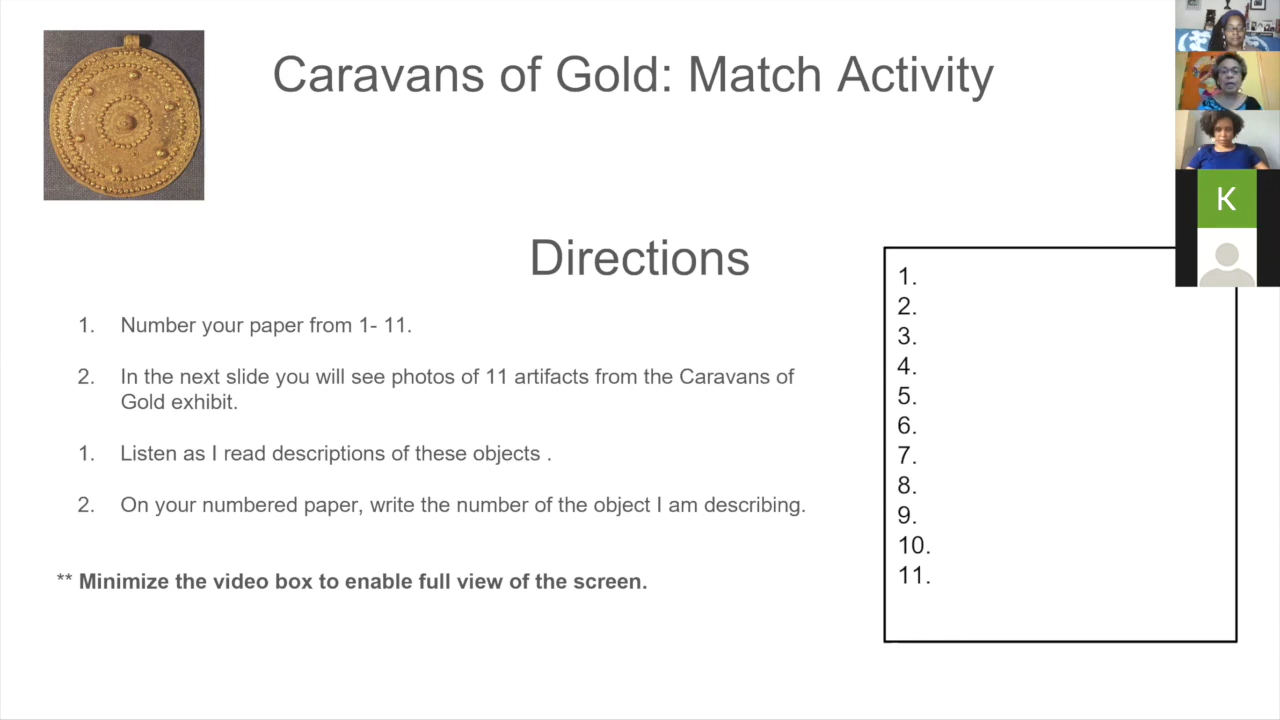 Caravans of Gold: Match Activity
K
Directions
1. Number your paper from 1- 11.
2. In the next slide you will see photos of 11 artifacts from the Caravans of
Gold exhibit.
1. Listen as I read descriptions of these objects .
2. On your numbered paper, write the number of the object I am describing.
** Minimize the video box to enable full view of the screen.
1.
2.
3.
4.
5.
6.
7.
8.
9.
10.
11.